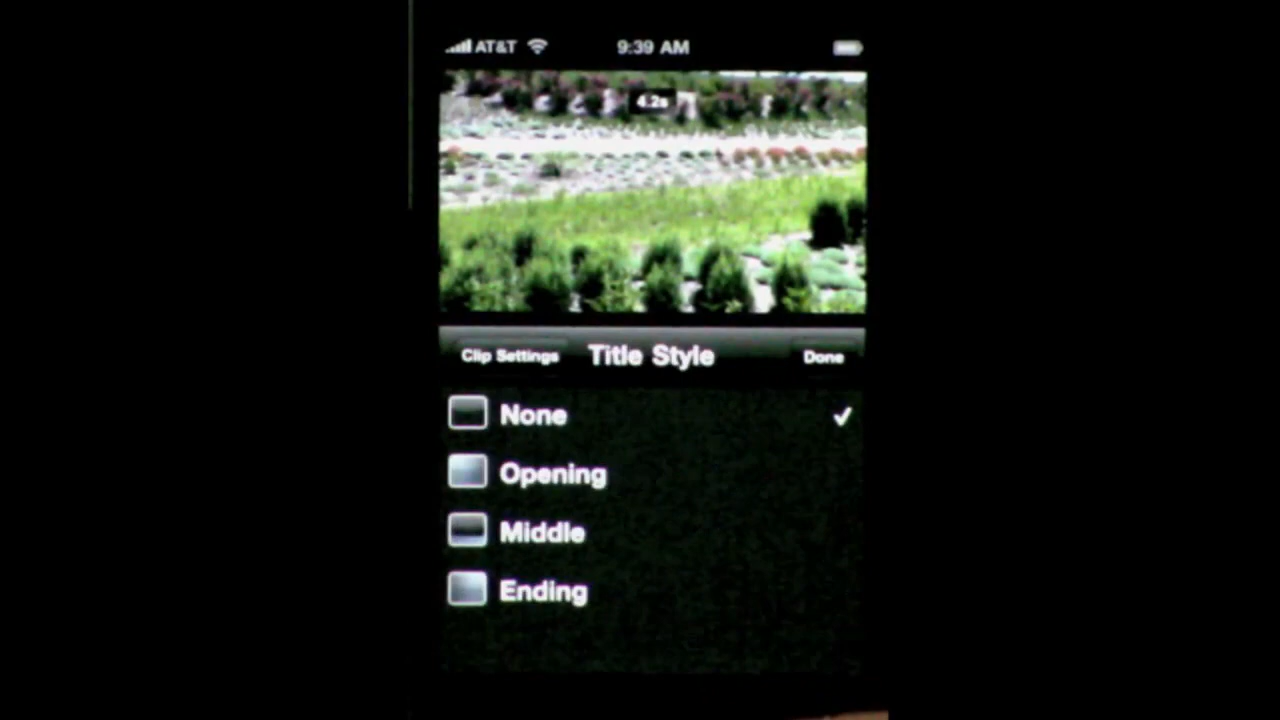 AT&T 9:39 AM
4.2s
Clip Settings Title Style Done
None
Opening
Middle
Ending